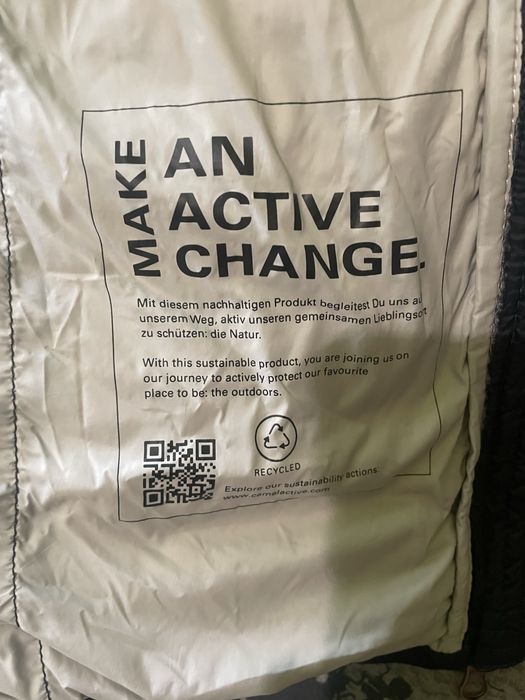 MAKE
AN
ACTIVE
CHANGE.
Mit diesem nachhaltigen Produkt begleitest Du uns
unserem Weg, aktiv unseren gemeinsamen
zu schützen: die Natur.
With this sustainable product, you are joining us on
our journey to actively protect our favourite
place to be: the outdoors.
RECYCLED
Explore our sustainability actions:
www.camelactive.com